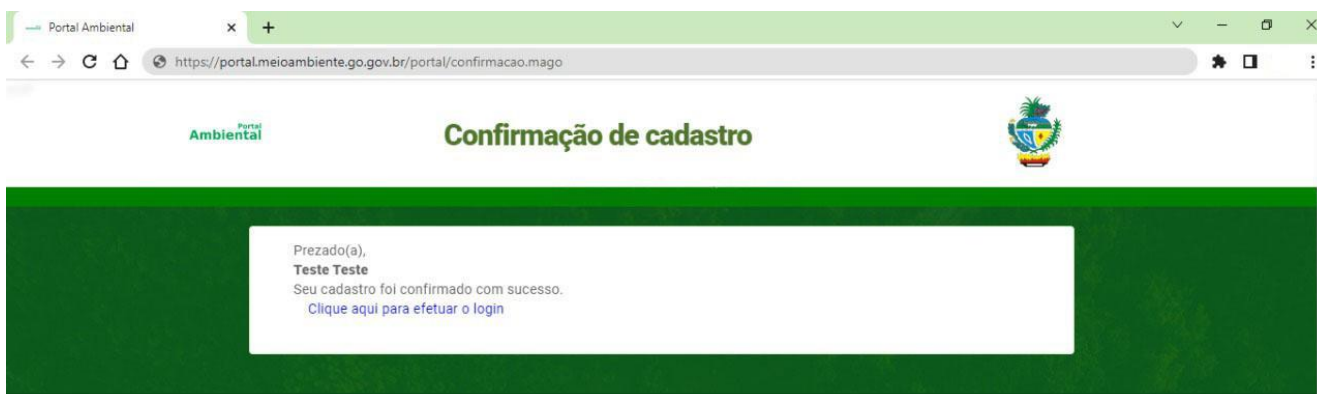 Portal Ambiental
https://portal.meioambiente.go.gov.br/portal/confirmacao.mago
Portal
Ambiental
Confirmação de cadastro
Prezado(a),
Teste Teste
Seu cadastro foi confirmado com sucesso.
Clique aqui para efetuar o login